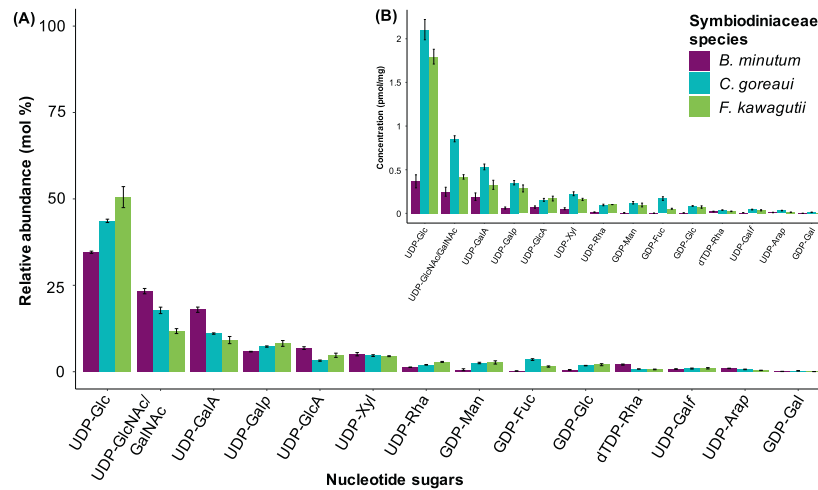 (A)
Relative abundance (mol %)
100
75
50
25
0
UDP-Glc
UDP-GlcNAc/
GalNAc
UDP-GalA
UDP-Galp
UDP-GlcA
UDP-Xyl
UDP-Rha
GDP-Man
GDP-Fuc
GDP-Glc
dTDP-Rha
UDP-Galf
UDP-Arap
GDP-Gal
Nucleotide sugars
(B)
Concentration (pmol/mg)
2
1.5
1
0.5
0
UDP-Glc
UDP-GlcNAc/GalNAc
UDP-GalA
UDP-Galp
UDP-GlcA
UDP-Xyl
UDP-Rha
GDP-Man
GDP-Fuc
GDP-Glc
dTDP-Rha
UDP-Galf
UDP-Arap
GDP-Gal
Symbiodiniaceae
species
B. minutum
C. goreaui
F. kawagutii